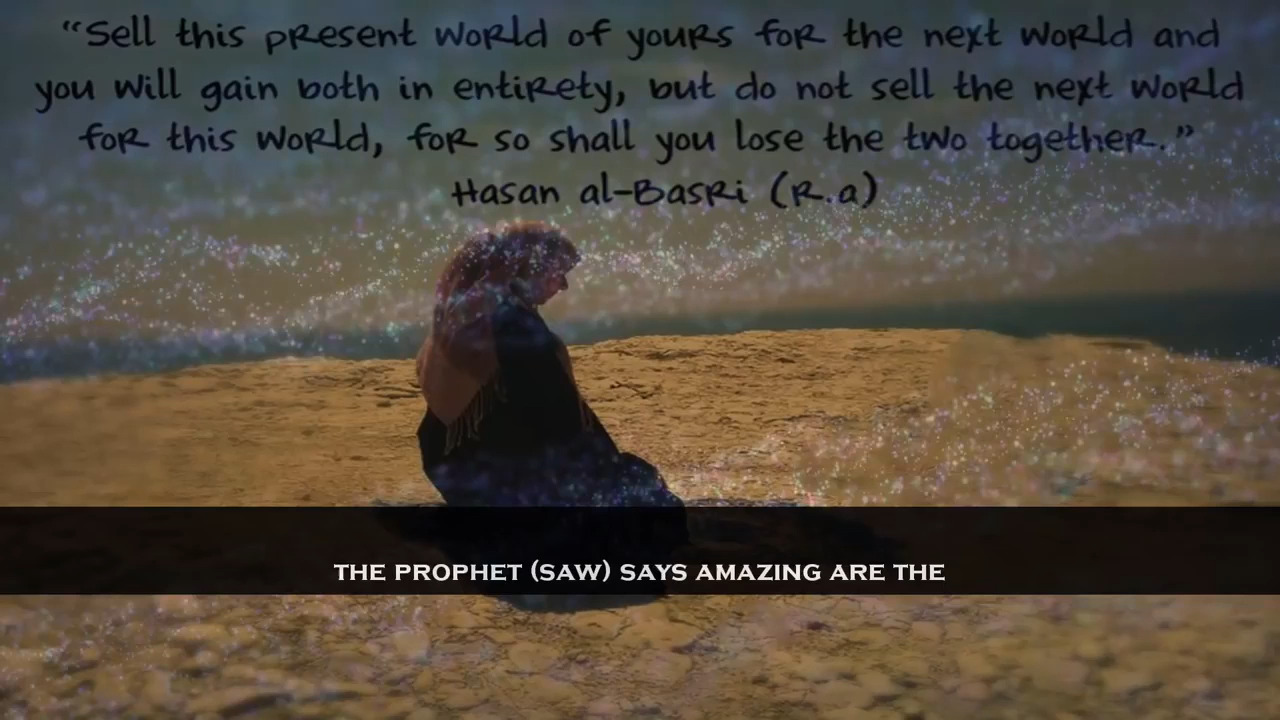 “Sell this present world of yours for the next world and
you will gain both in entirety, but do not sell the next world
for this world, for so shall you lose the two together.”
Hasan al-Basri (R.a)
THE PROPHET (SAW) SAYS AMAZING ARE THE